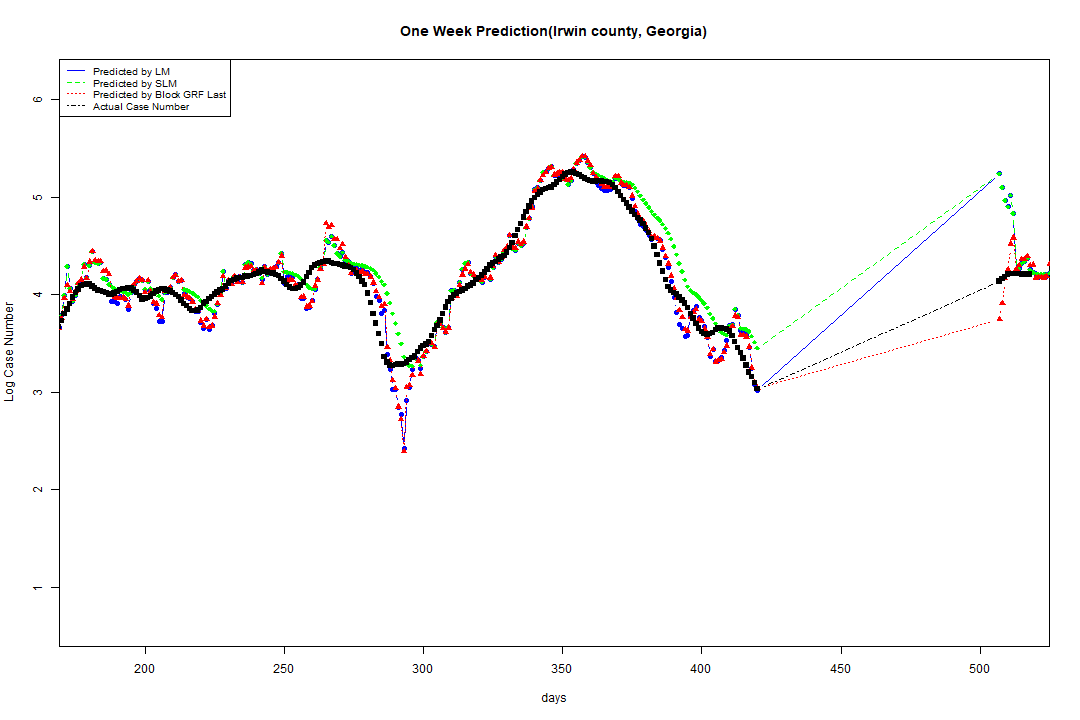 One Week Prediction(Irwin county, Georgia)
Predicted by LM
Predicted by SLM
Predicted by Block GRF Last
Actual Case Number
6
5
4
3
2
1
Log Case Number
200 250 300 350 400 450 500
days